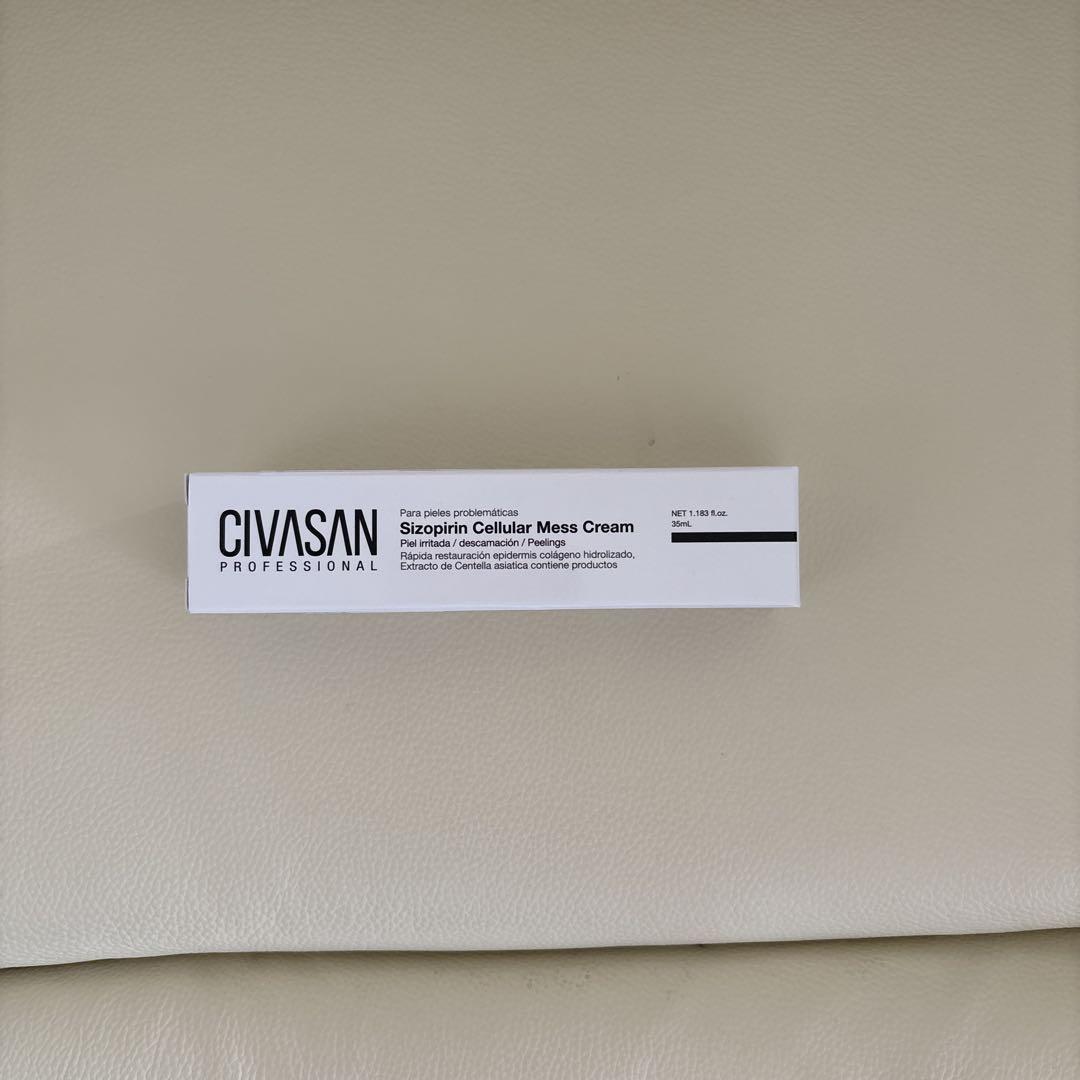 CIVASAN
PROFESSIONAL
Para pieles problemáticas
Sizopirin Cellular Mess Cream
Piel irritada / descamación / Peelings
Rápida restauración epidermis colágeno hidrolizado,
Extracto de Centella asiatica contiene productos
NET 1.183 fl.oz.
35mL